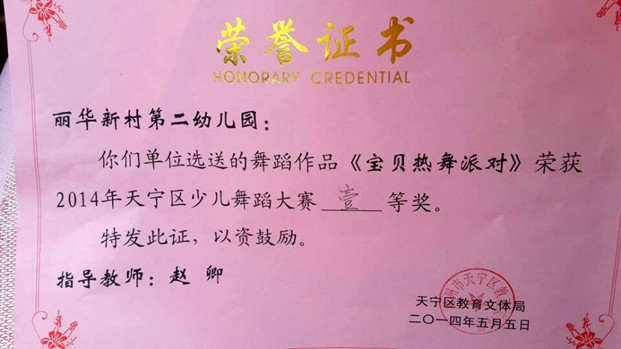 荣誉证书
HONORARY CREDENTIAL
丽华新村第二幼儿园：
你们单位选送的舞蹈作品《宝贝热舞派对》荣获
2014年天宁区少儿舞蹈大赛 壹 等奖。
特发此证，以资鼓励。
指导教师：赵卿
天宁区教育文体局
二〇一四年五月五日